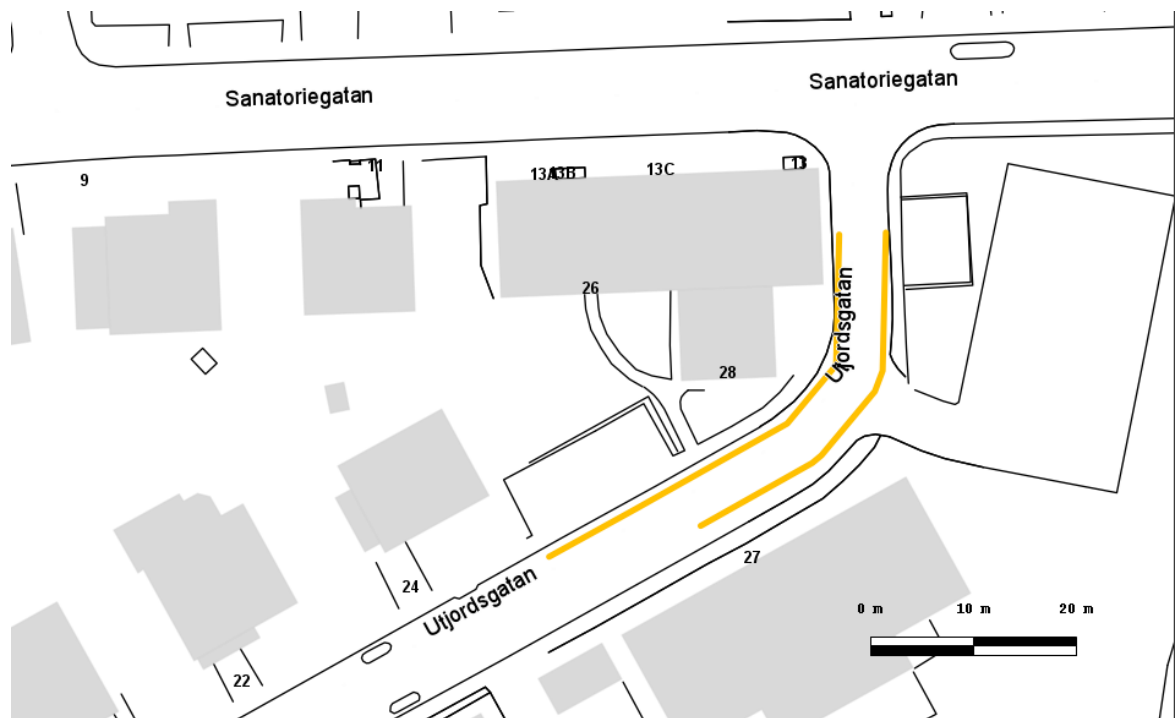 Sanatoriegatan
Sanatoriegatan
9
11
13A
13B
13C
13
26
Utjordsgatan
28
27
24
Utjordsgatan
22
0 m
10 m
20 m